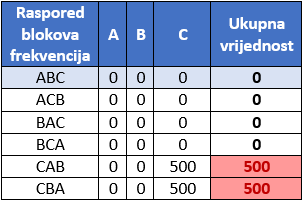 Raspored blokova frekvencija A B C Ukupna vrijednost
ABC 0 0 0 0
ACB 0 0 0 0
BAC 0 0 0 0
BCA 0 0 0 0
CAB 0 0 500 500
CBA 0 0 500 500